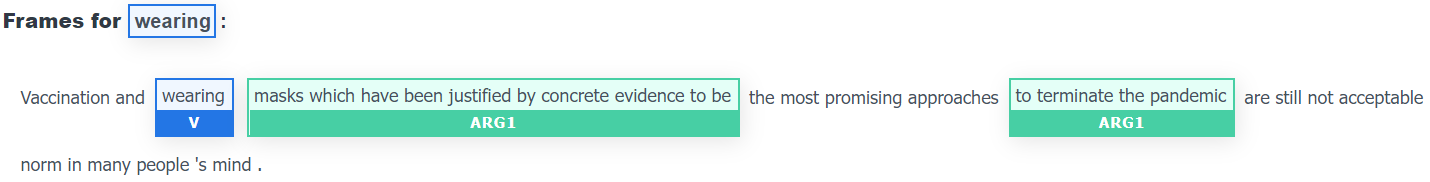 Frames for wearing :
Vaccination and wearing masks which have been justified by concrete evidence to be the most promising approaches to terminate the pandemic are still not acceptable
V ARG1 ARG1
norm in many people 's mind .